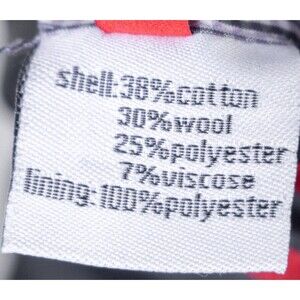 shell:38%cotton
30%wool
25%polyester
7%viscose
lining:100%polyester